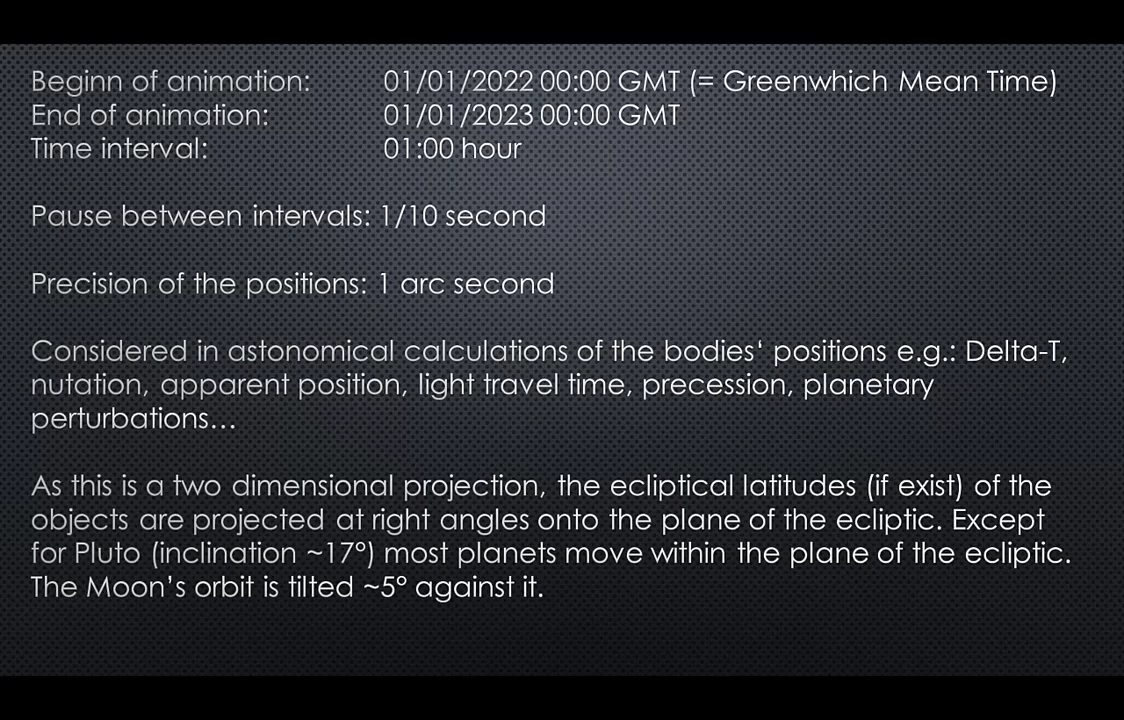 Beginn of animation: 01/01/2022 00:00 GMT (= Greenwhich Mean Time)
End of animation: 01/01/2023 00:00 GMT
Time interval: 01:00 hour
Pause between intervals: 1/10 second
Precision of the positions: 1 arc second
Considered in astonomical calculations of the bodies‘ positions e.g.: Delta-T,
nutation, apparent position, light travel time, precession, planetary
perturbations…
As this is a two dimensional projection, the ecliptical latitudes (if exist) of the
objects are projected at right angles onto the plane of the ecliptic. Except
for Pluto (inclination ~17°) most planets move within the plane of the ecliptic.
The Moon’s orbit is tilted ~5° against it.